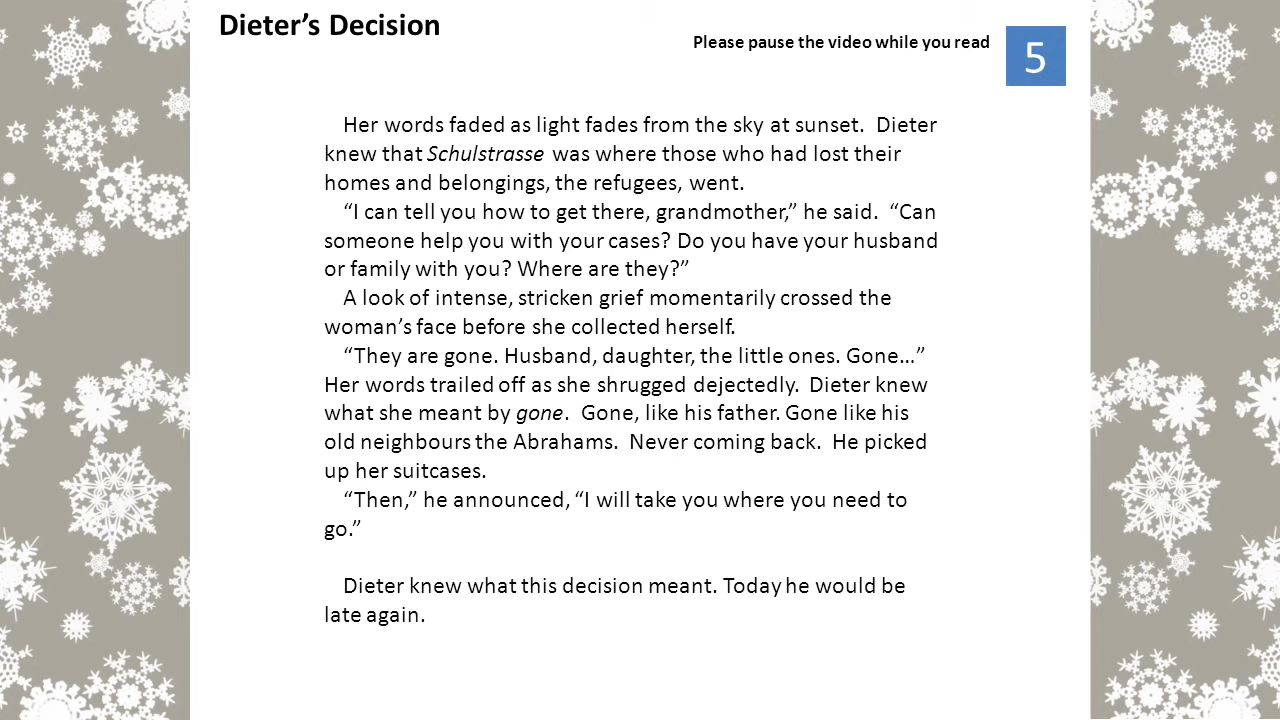 Dieter’s Decision
Please pause the video while you read
5
Her words faded as light fades from the sky at sunset.  Dieter
knew that Schulstrasse was where those who had lost their
homes and belongings, the refugees, went.
“I can tell you how to get there, grandmother,” he said.  “Can
someone help you with your cases? Do you have your husband
or family with you? Where are they?”
A look of intense, stricken grief momentarily crossed the
woman’s face before she collected herself.
“They are gone. Husband, daughter, the little ones. Gone…”
Her words trailed off as she shrugged dejectedly.  Dieter knew
what she meant by gone.  Gone, like his father. Gone like his
old neighbours the Abrahams.  Never coming back.  He picked
up her suitcases.
“Then,” he announced, “I will take you where you need to
go.”
Dieter knew what this decision meant. Today he would be
late again.